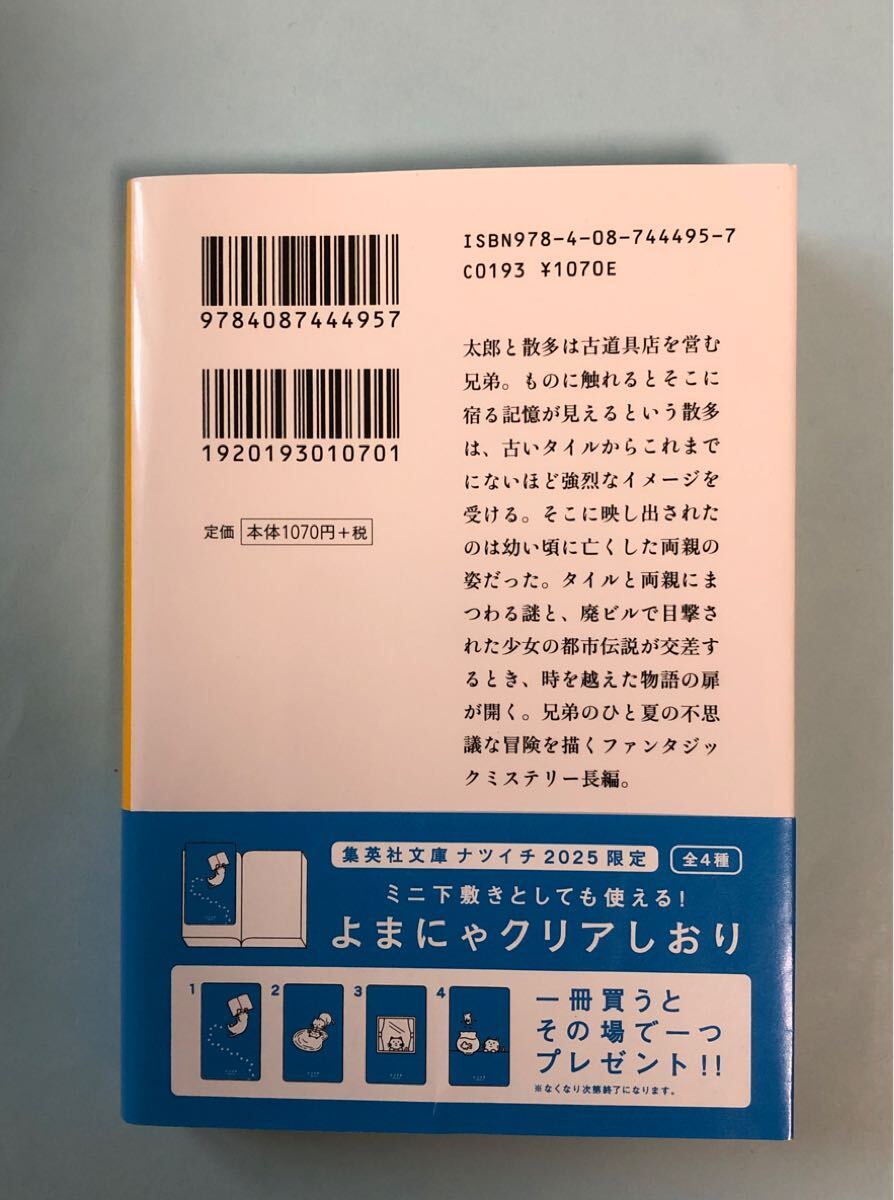 9784087444957
1920193010701
定価 本体1070円+税
ISBN978-4-08-744495-7
C0193 ¥1070E
太郎と散多は古道具店を営む
兄弟。ものに触れるとそこに
宿る記憶が見えるという散多
は、古いタイルからこれまで
にないほど強烈なイメージを
受ける。そこに映し出された
のは幼い頃に亡くした両親の
姿だった。タイルと両親にま
つわる謎と、廃ビルで目撃さ
れた少女の都市伝説が交差す
るとき、時を越えた物語の扉
が開く。兄弟のひと夏の不思
議な冒険を描くファンタジッ
クミステリー長編。
集英社文庫 ナツイチ 2025 限定 全4種
ミニ下敷きとしても使える!
よまにゃクリアしおり
1 2 3 4
一冊買うと
その場で一つ
プレゼント!!
※なくなり次第終了になります。